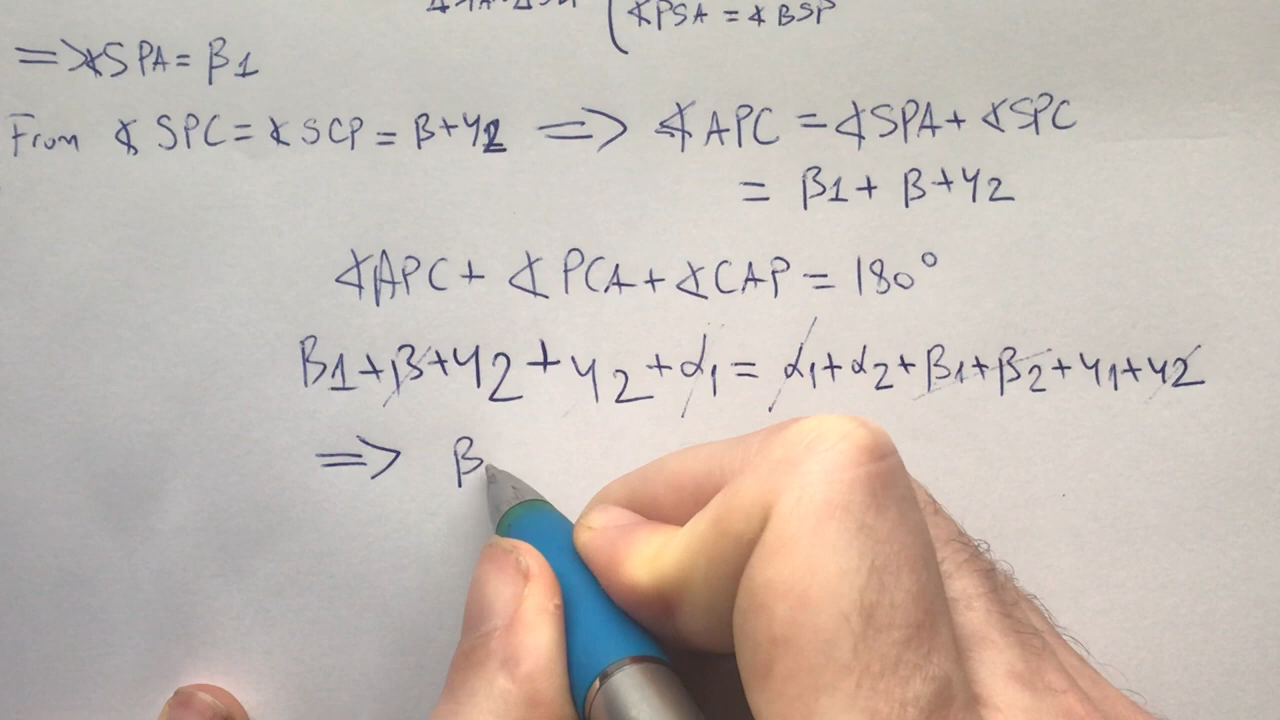 ∢PSA = ∢BSP
=> ∢SPA = β1
From ∢SPC = ∢SCP = β+γ2 => ∢APC = ∢SPA + ∢SPC
= β1 + β + γ2
∢APC + ∢PCA + ∢CAP = 180°
β1+β+γ2+γ2+α1 = α1+α2+β1+β2+γ1+γ2
=> β